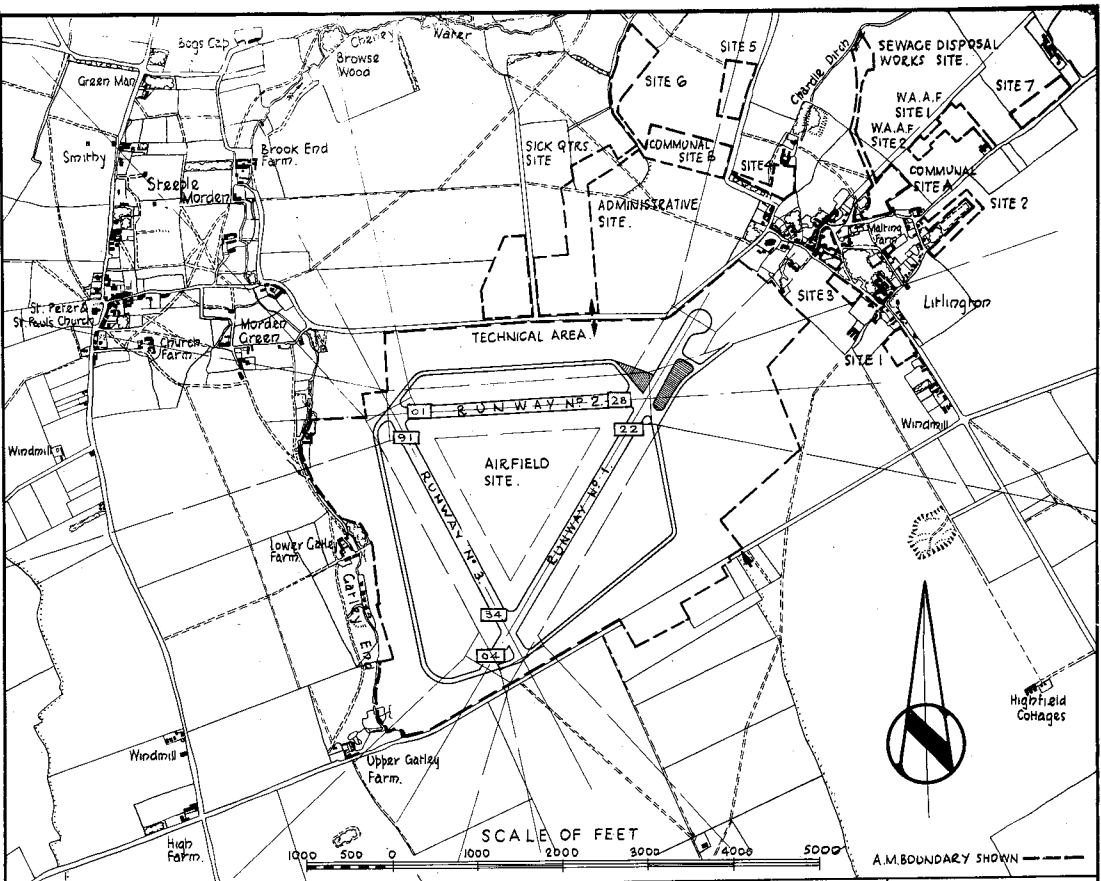 Bogs Gap
Cheney
Water
Browse
Wood
Green Man
Smithy
Brook End
Farm.
Steeple
Morden
St. Peter &
St. Pauls Church
Church
Farm.
Morden
Green
SICK QTRS.
SITE
SITE 6
SITE 5
COMMUNAL
SITE B
SITE 4
ADMINISTRATIVE
SITE.
SEWAGE DISPOSAL
WORKS SITE.
W.A.A.F
SITE 1
W.A.A.F
SITE 2
SITE 7
COMMUNAL
SITE A
SITE 2
Malting
Farm
SITE 3
Litlington
SITE 1
Windmill
TECHNICAL AREA.
01
RUNWAY Nº 2.
28
91
22
AIRFIELD
SITE.
RUNWAY Nº 1.
RUNWAY Nº 3.
34
04
Windmill
Lower Gatley
Farm.
Gatley End
Windmill
Upper Gatley
Farm.
High
Farm.
Highfield
Cottages
N
SCALE OF FEET
1000 500 0 1000 2000 3000 4000 5000
A.M. BOUNDARY SHOWN